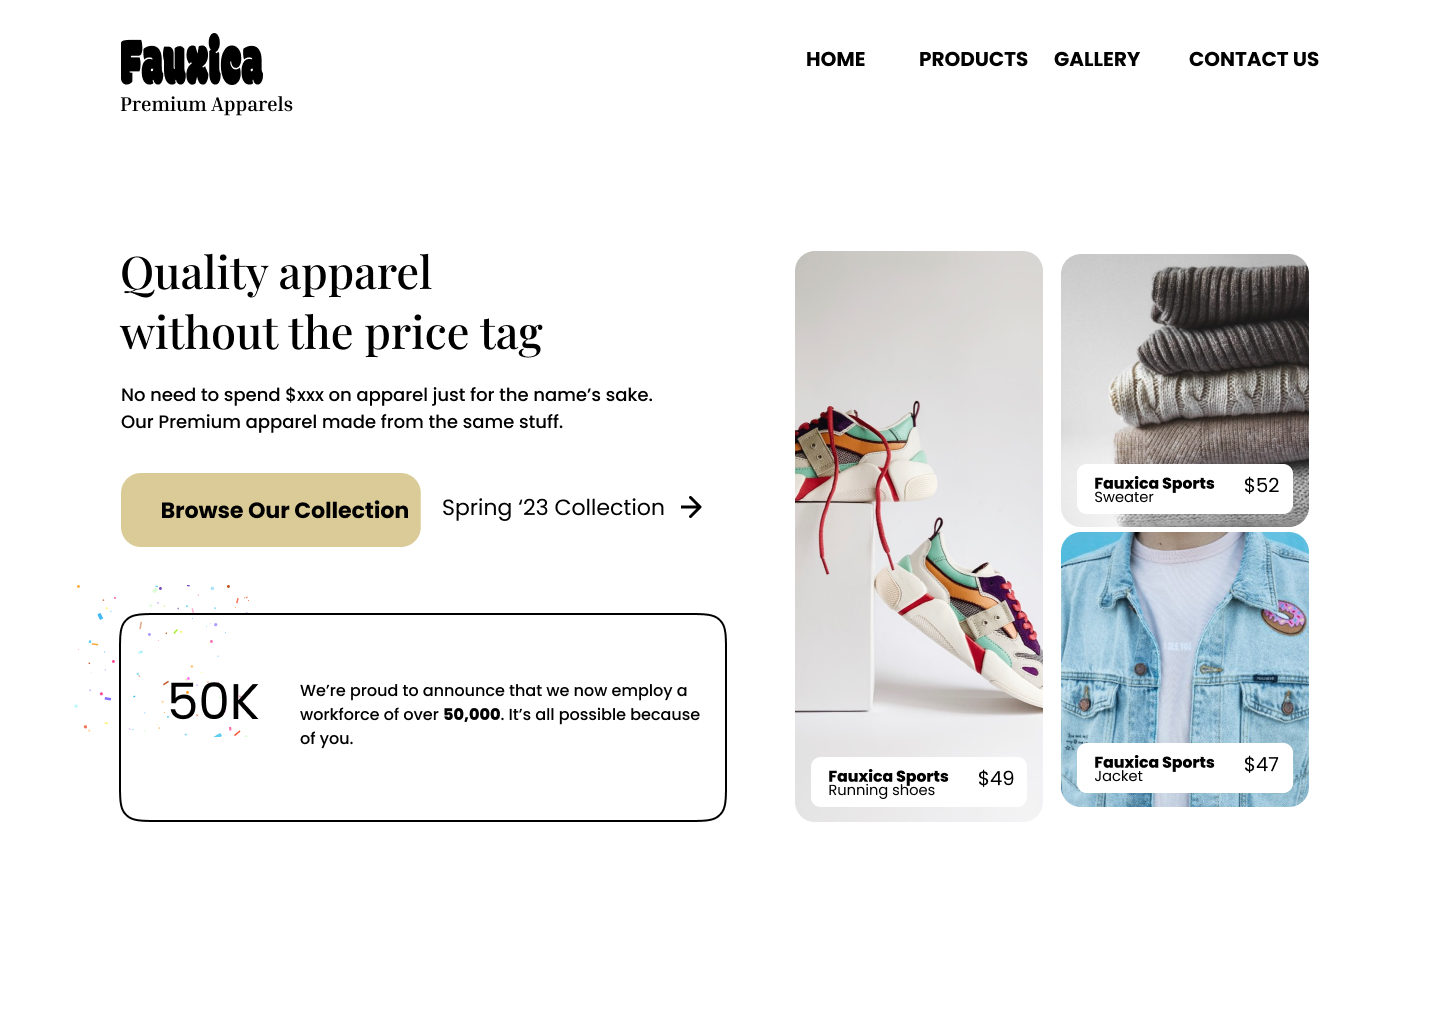 Fauxica
Premium Apparels
HOME PRODUCTS GALLERY CONTACT US
Quality apparel
without the price tag
No need to spend $xxx on apparel just for the name’s sake.
Our Premium apparel made from the same stuff.
Browse Our Collection
Spring ‘23 Collection
50K
We’re proud to announce that we now employ a
workforce of over 50,000. It’s all possible because
of you.
Fauxica Sports $49
Running shoes
Fauxica Sports $52
Sweater
Fauxica Sports $47
Jacket